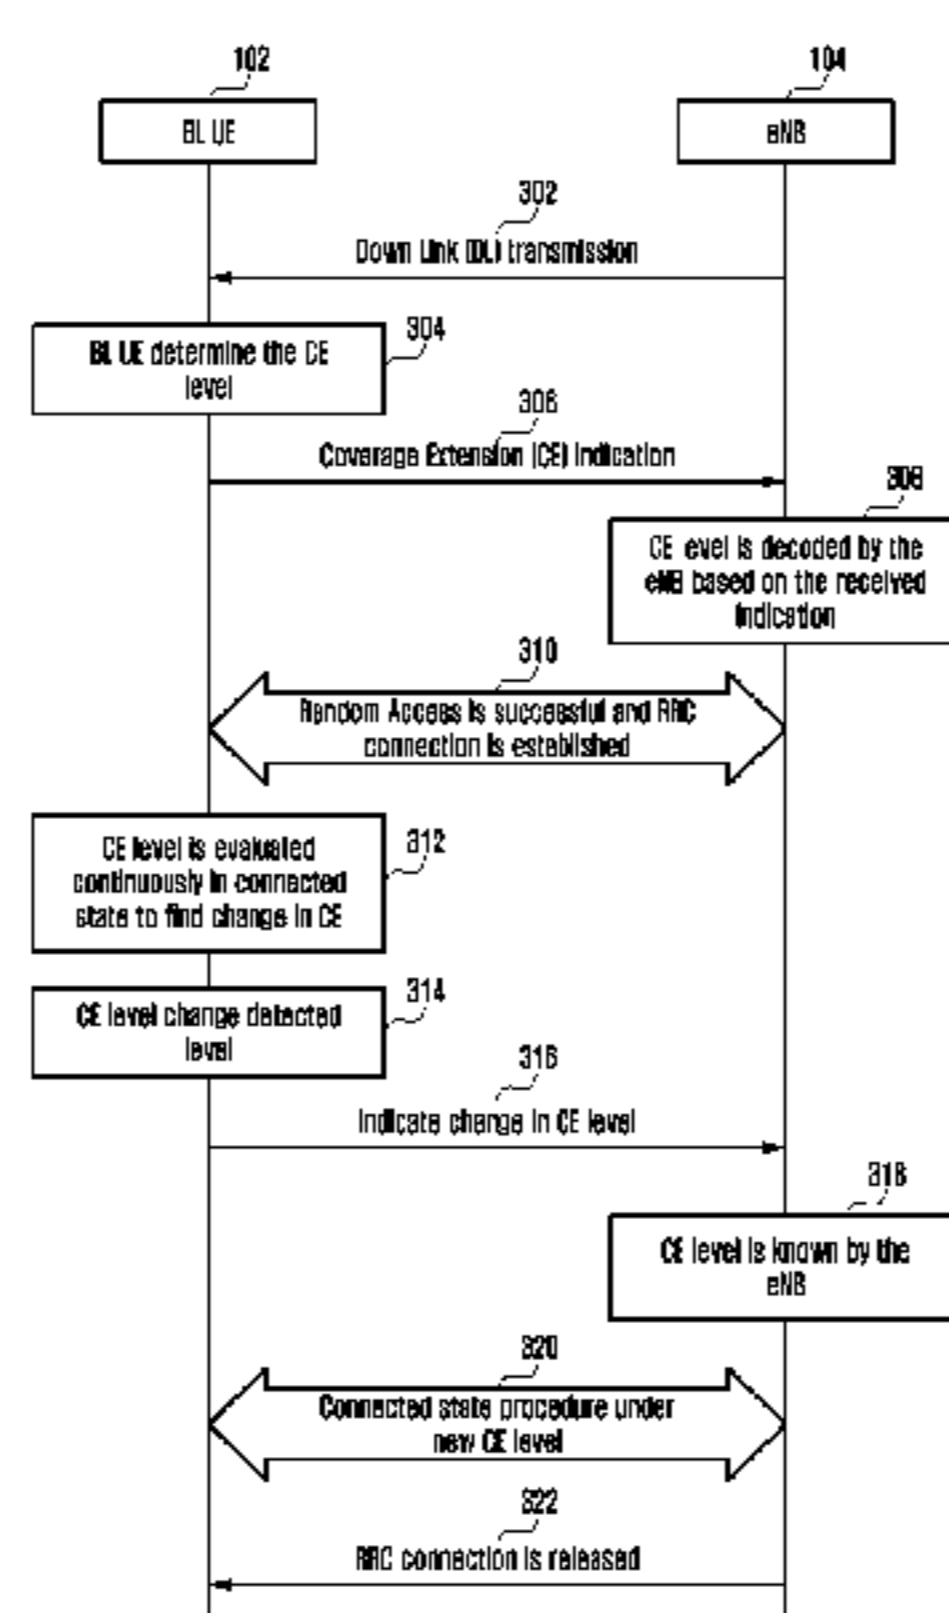 102
104
BL UE
eNB
302
Down Link (DL) transmission
304
BL UE determine the CE
level
306
Coverage Extension (CE) Indication
308
CE level is decoded by the
eNB based on the received
Indication
310
Random Access is successful and RRC
connection is established
CE level is evaluated
continuously in connected
state to find change in CE
312
CE level change detected
level
314
316
Indicate change in CE level
318
CE level is known by the
eNB
320
Connected state procedure under
new CE level
322
RRC connection is released